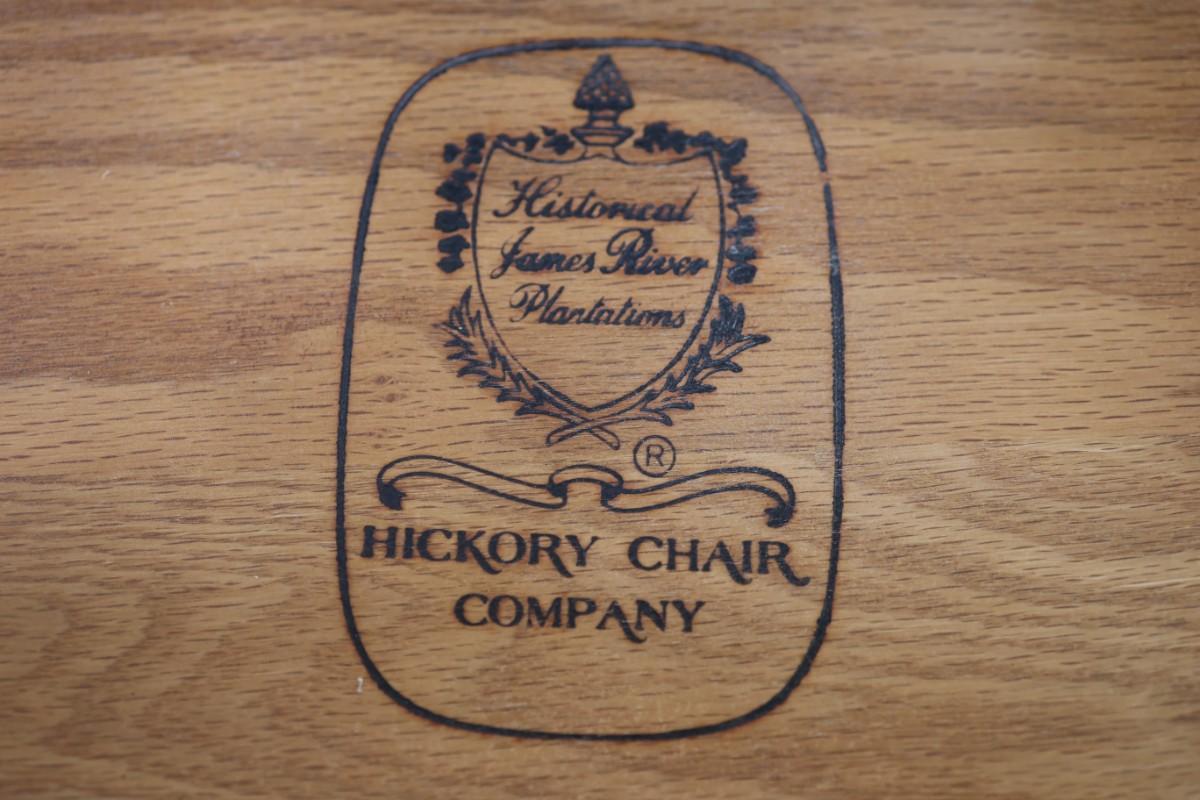 Historical
James River
Plantations
®
HICKORY CHAIR
COMPANY